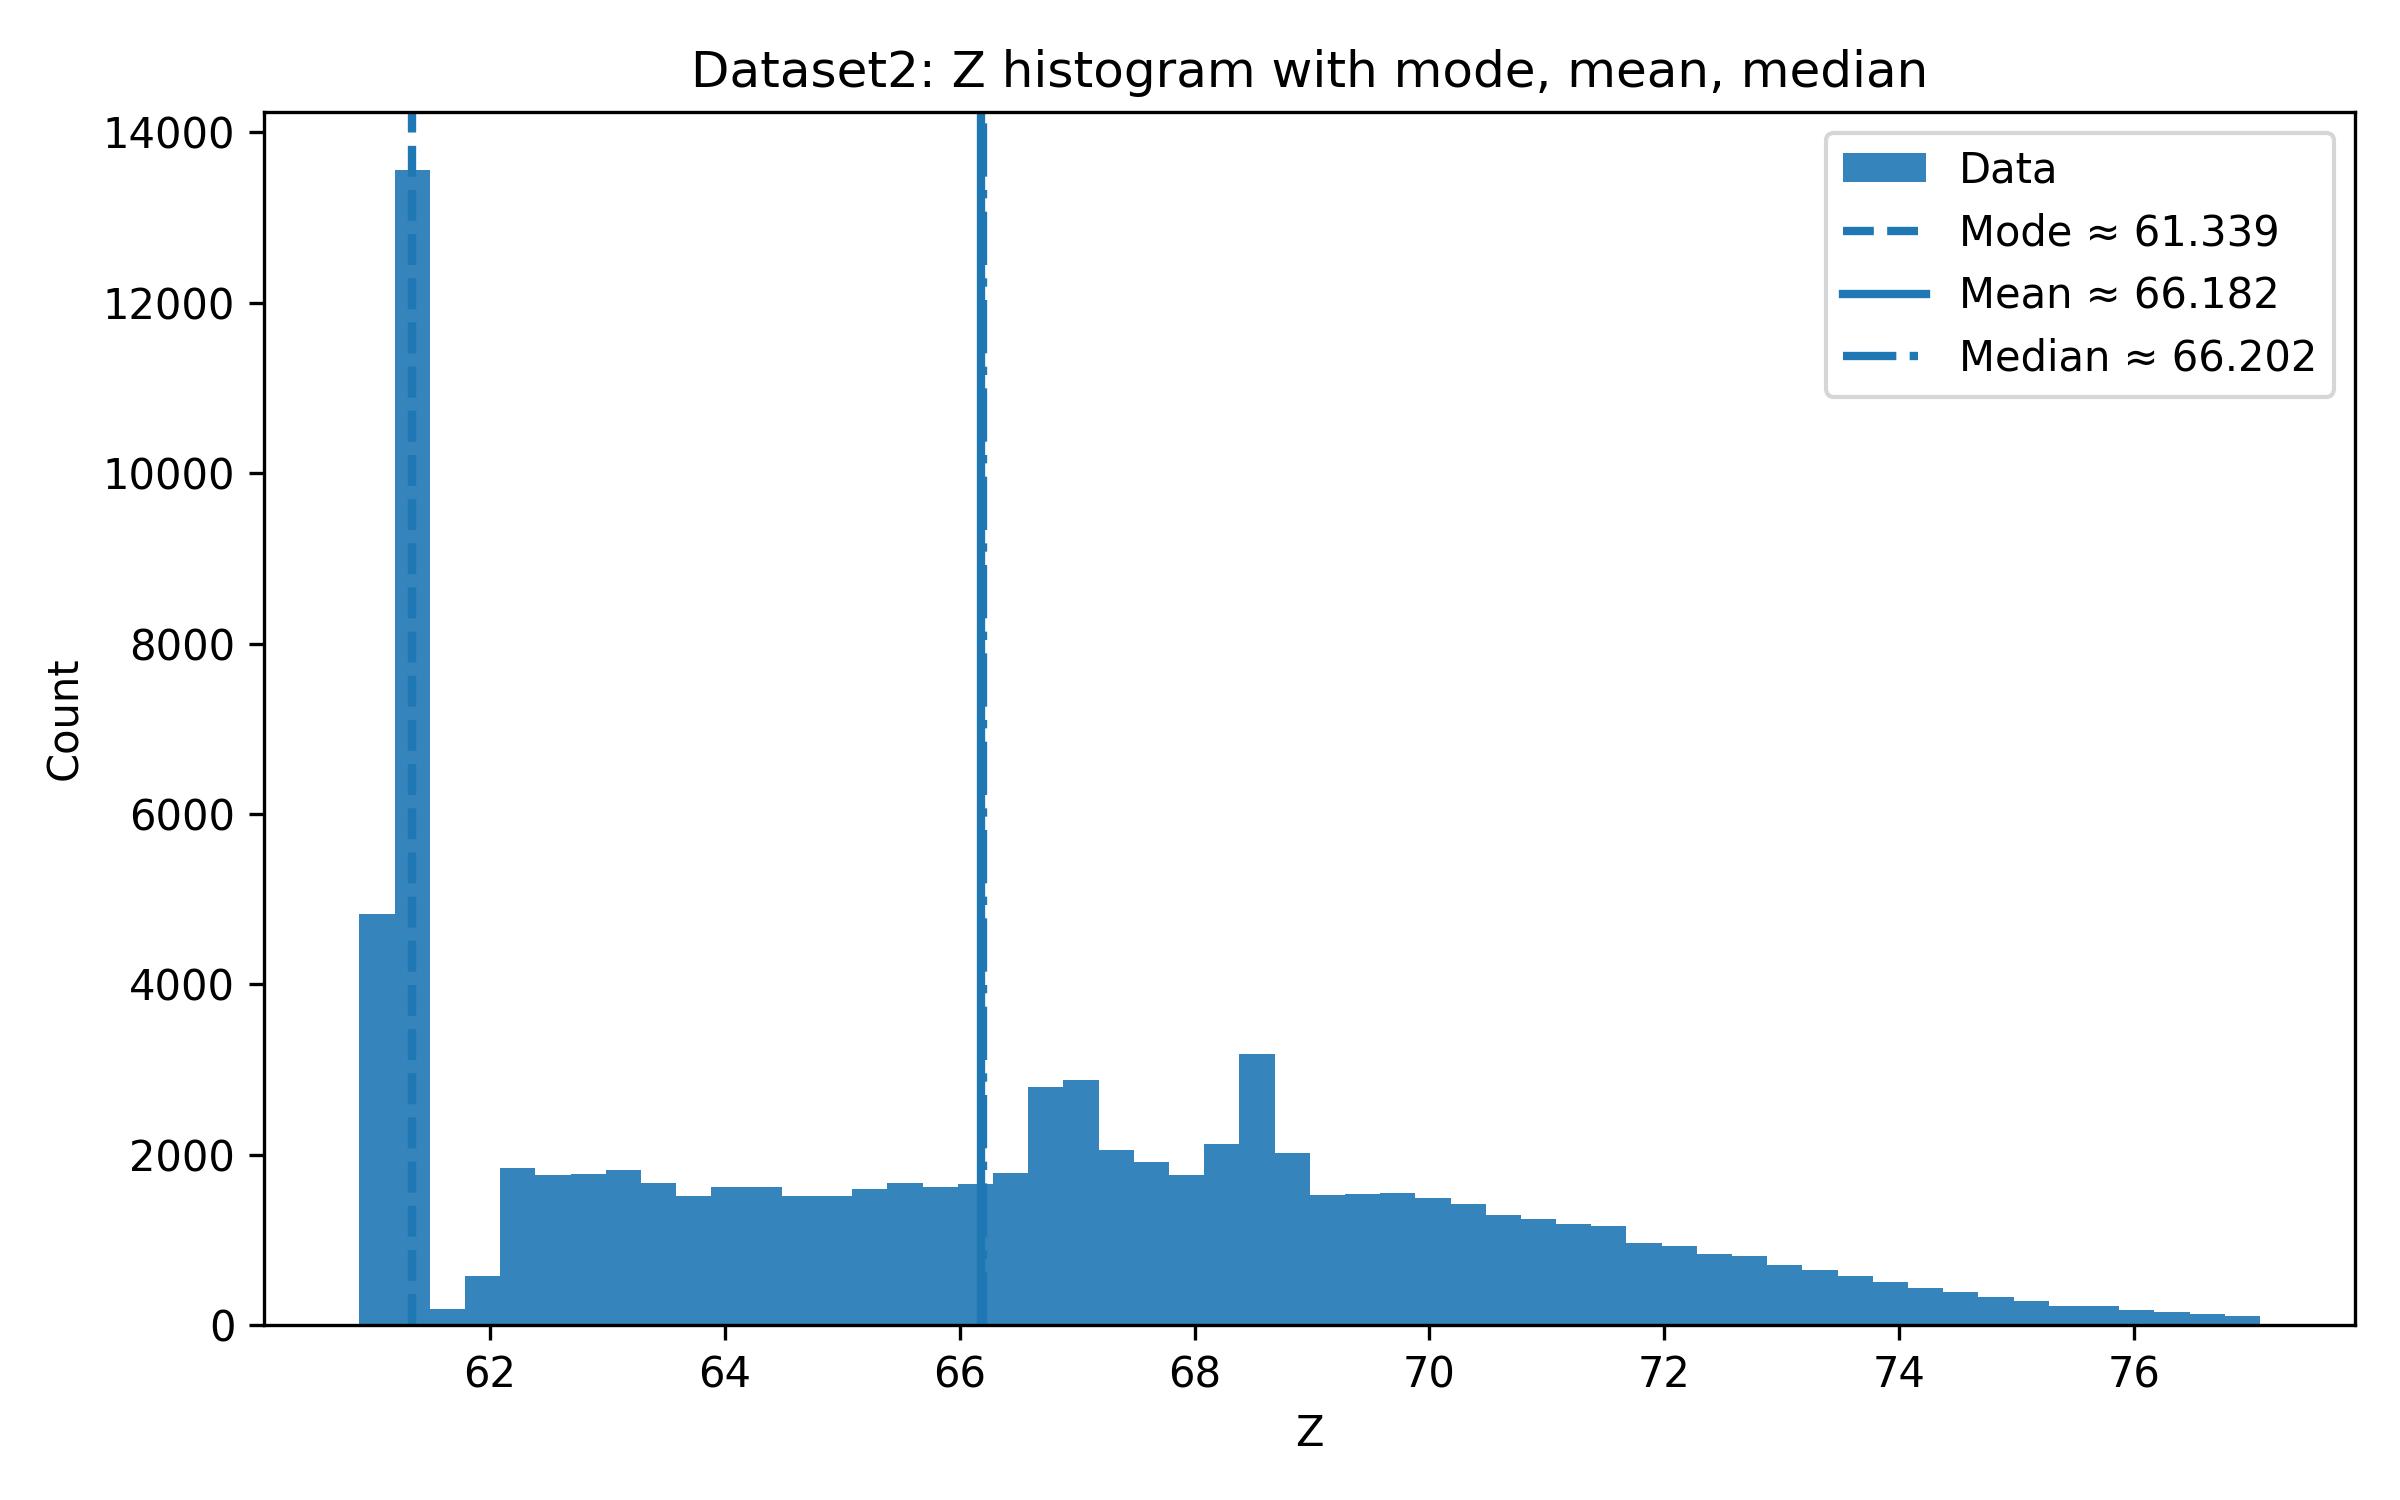 Dataset2: Z histogram with mode, mean, median
14000
12000
10000
8000
6000
4000
2000
0
Count
Data
Mode ≈ 61.339
Mean ≈ 66.182
Median ≈ 66.202
62 64 66 68 70 72 74 76
Z